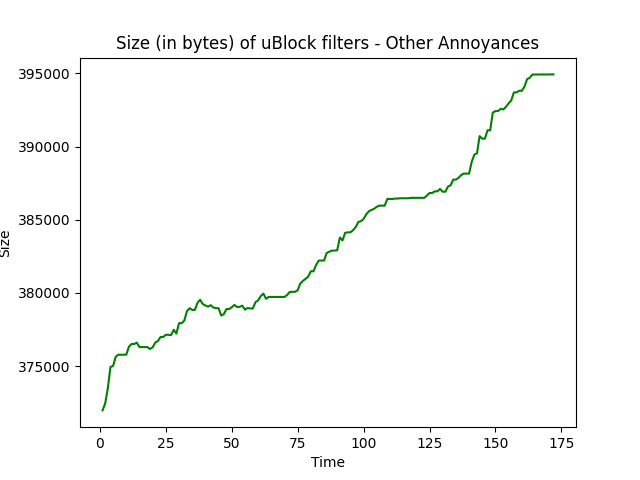 Size (in bytes) of uBlock filters - Other Annoyances
395000
390000
385000
380000
375000
Size
0 25 50 75 100 125 150 175
Time